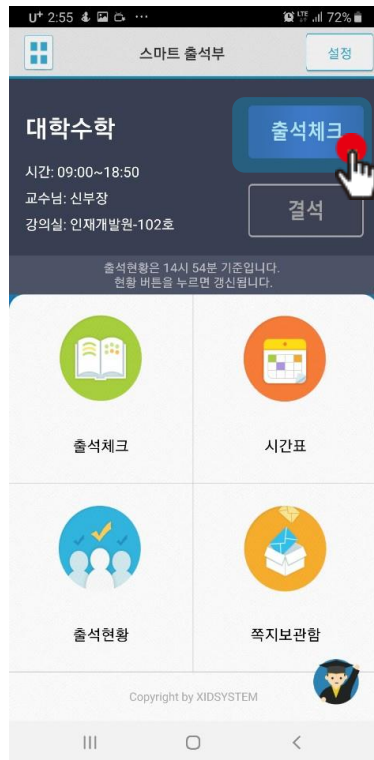 U+ 2:55
LTE 72%
스마트 출석부
설정
대학수학
출석체크
시간: 09:00~18:50
교수님: 신부장
강의실: 인재개발원-102호
결석
출석현황은 14시 54분 기준입니다.
현황 버튼을 누르면 갱신됩니다.
출석체크
시간표
출석현황
쪽지보관함
Copyright by XIDSYSTEM